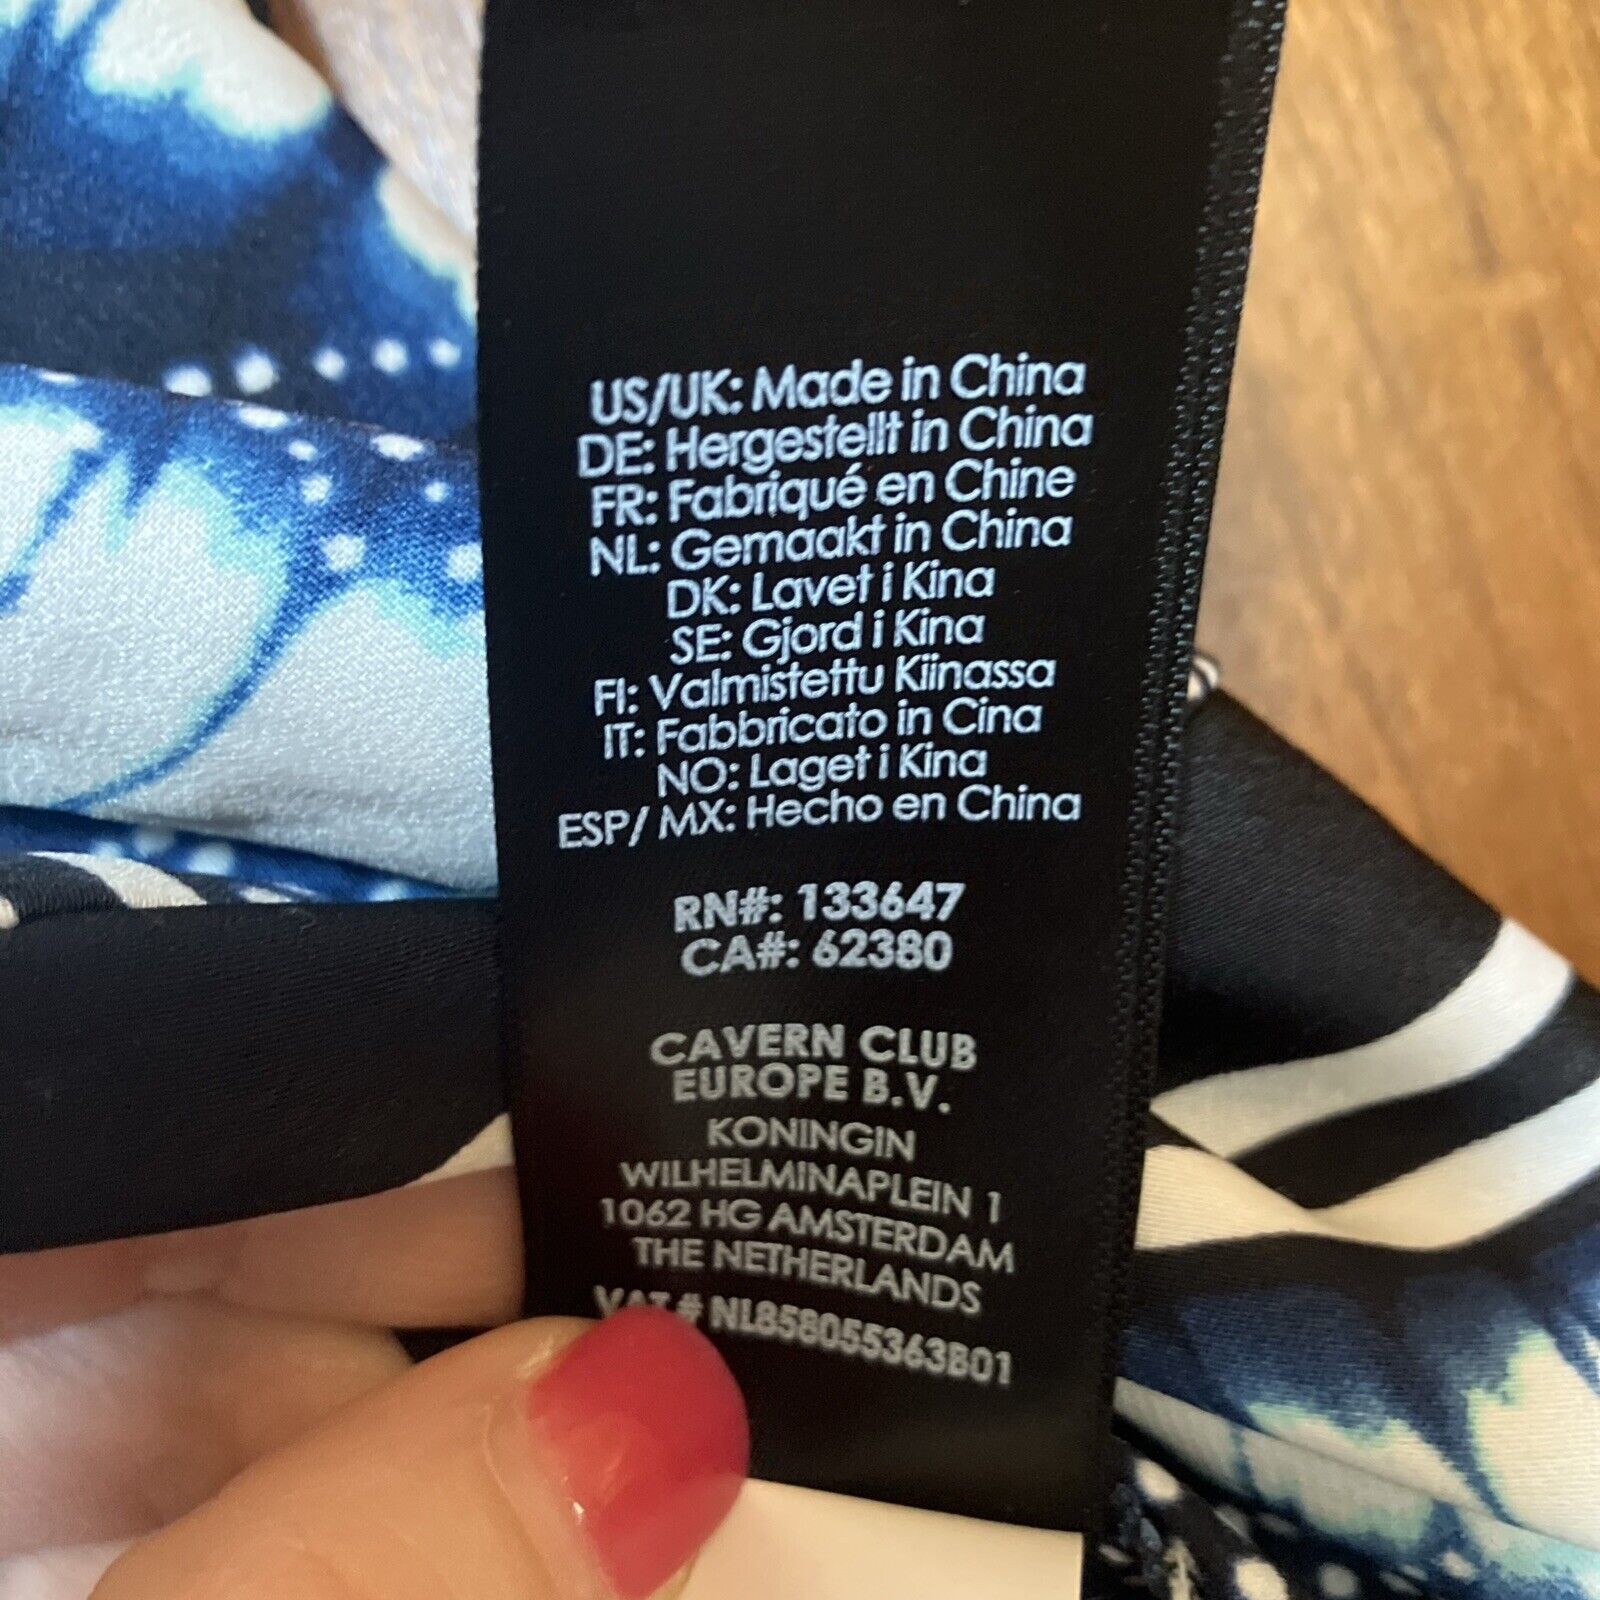 US/UK: Made in China
DE: Hergestellt in China
FR: Fabriqué en Chine
NL: Gemaakt in China
DK: Lavet i Kina
SE: Gjord i Kina
FI: Valmistettu Kiinassa
IT: Fabbricato in Cina
NO: Laget i Kina
ESP/ MX: Hecho en China
RN#: 133647
CA#: 62380
CAVERN CLUB
EUROPE B.V.
KONINGIN
WILHELMINAPLEIN 1
1062 HG AMSTERDAM
THE NETHERLANDS
VAT # NL858055363B01